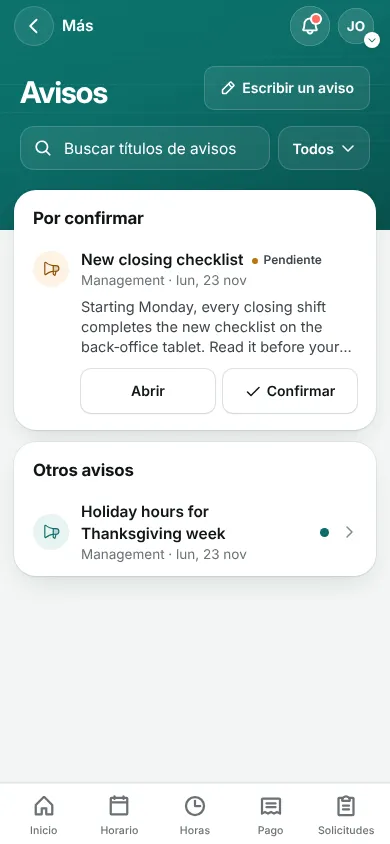 Más
JO
Avisos
Escribir un aviso
Buscar títulos de avisos
Todos
Por confirmar
New closing checklist
Pendiente
Management · lun, 23 nov
Starting Monday, every closing shift
completes the new checklist on the
back-office tablet. Read it before your...
Abrir
Confirmar
Otros avisos
Holiday hours for
Thanksgiving week
Management · lun, 23 nov
Inicio
Horario
Horas
Pago
Solicitudes